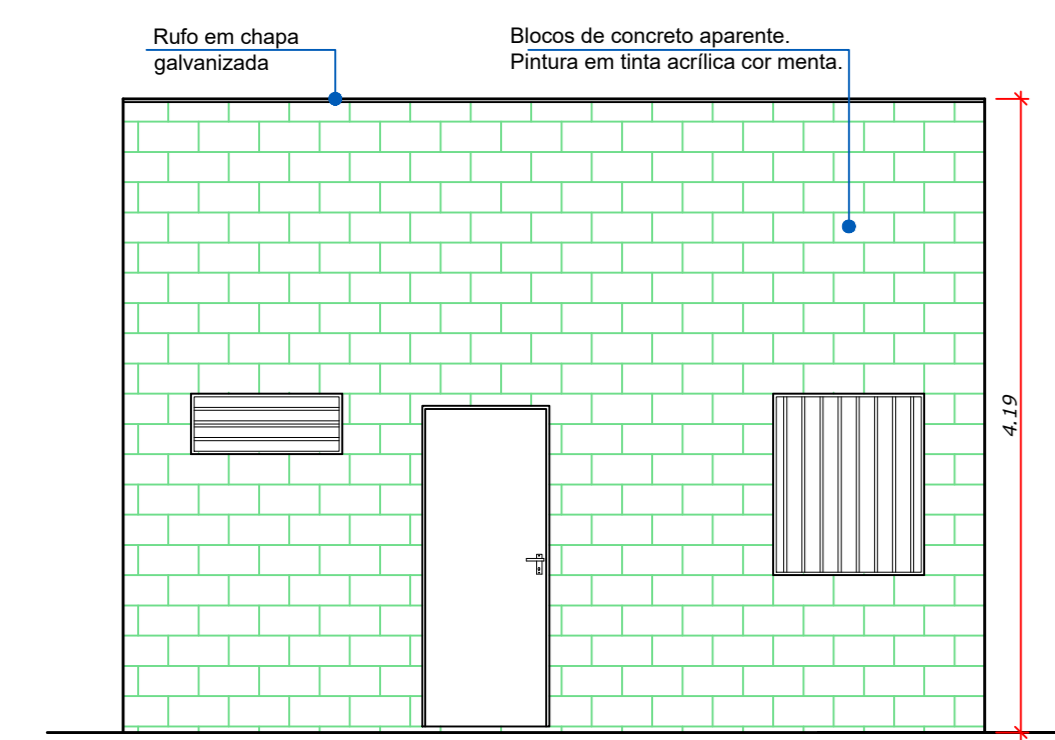 Rufo em chapa
galvanizada
Blocos de concreto aparente.
Pintura em tinta acrílica cor menta.
4.19